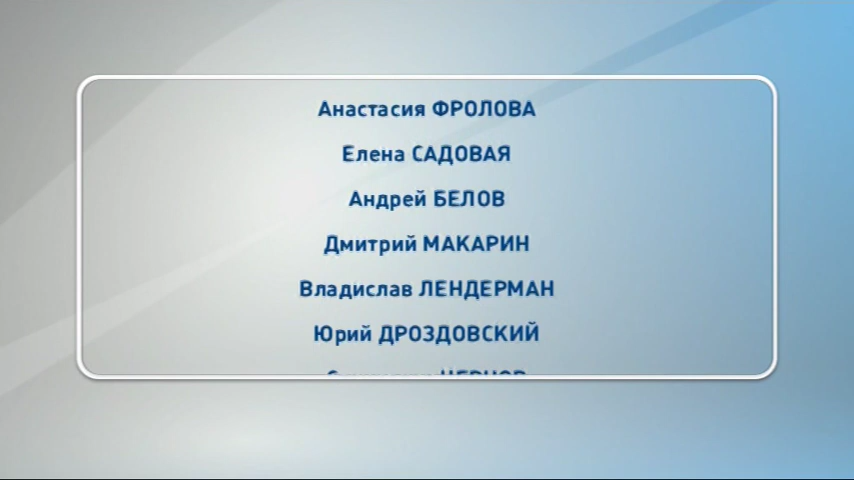 Анастасия ФРОЛОВА
Елена САДОВАЯ
Андрей БЕЛОВ
Дмитрий МАКАРИН
Владислав ЛЕНДЕРМАН
Юрий ДРОЗДОВСКИЙ